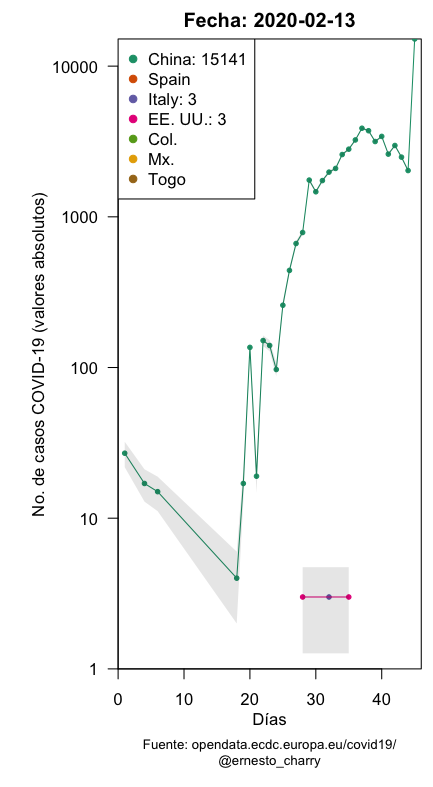 Fecha: 2020-02-13
China: 15141
Spain
Italy: 3
EE. UU.: 3
Col.
Mx.
Togo
No. de casos COVID-19 (valores absolutos)
10000
1000
100
10
1
0 10 20 30 40
Días
Fuente: opendata.ecdc.europa.eu/covid19/
@ernesto_charry